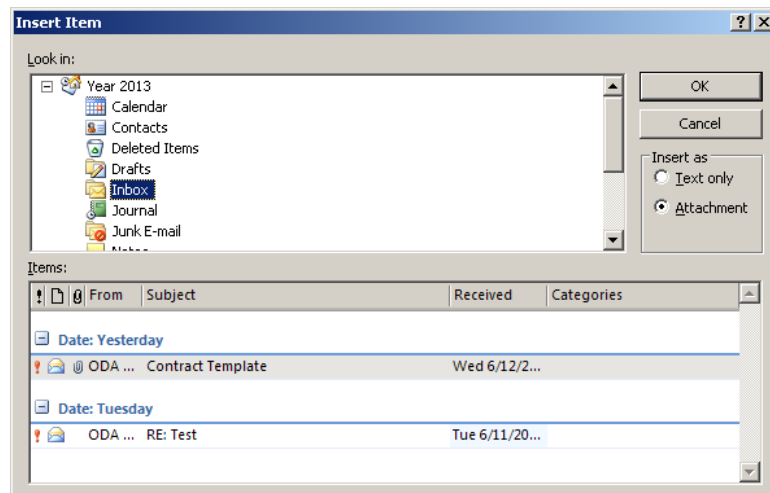 Insert Item
Look in:
Year 2013
Calendar
Contacts
Deleted Items
Drafts
Inbox
Journal
Junk E-mail
OK
Cancel
Insert as
Text only
Attachment
Items:
From Subject Received Categories
Date: Yesterday
ODA ... Contract Template Wed 6/12/2...
Date: Tuesday
ODA ... RE: Test Tue 6/11/20...